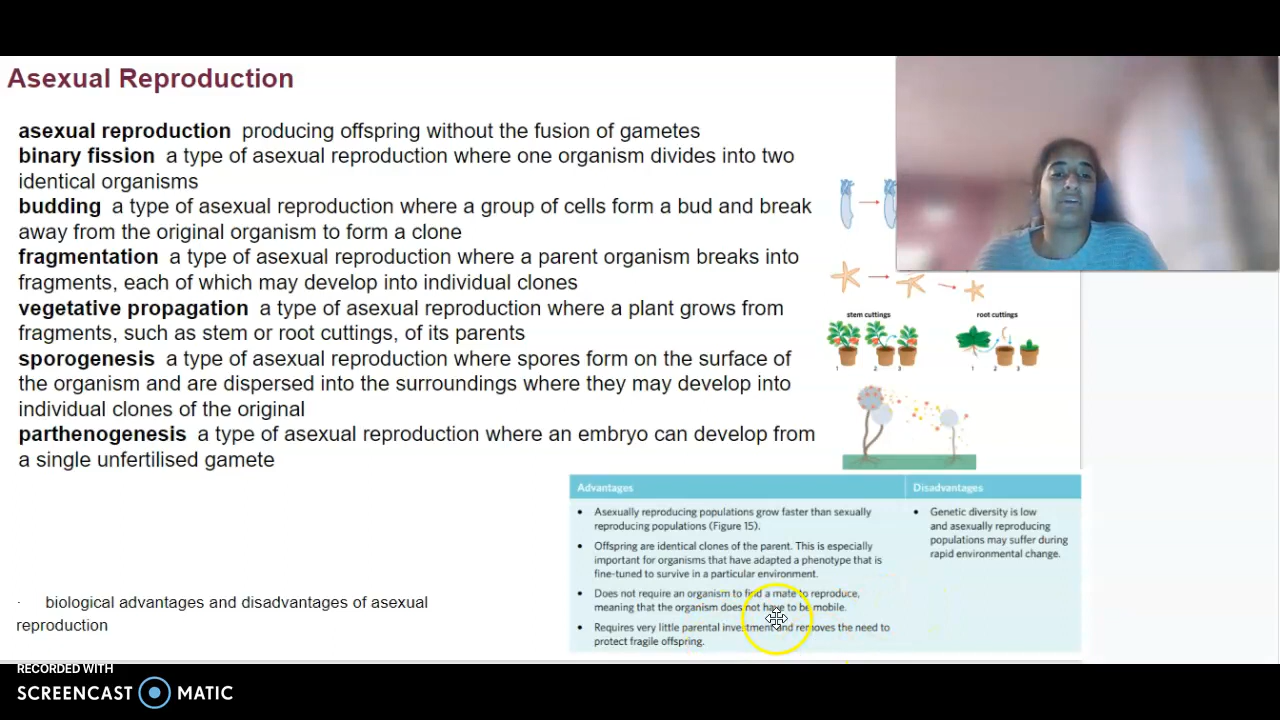 Asexual Reproduction
asexual reproduction producing offspring without the fusion of gametes
binary fission a type of asexual reproduction where one organism divides into two
identical organisms
budding a type of asexual reproduction where a group of cells form a bud and break
away from the original organism to form a clone
fragmentation a type of asexual reproduction where a parent organism breaks into
fragments, each of which may develop into individual clones
vegetative propagation a type of asexual reproduction where a plant grows from
fragments, such as stem or root cuttings, of its parents
sporogenesis a type of asexual reproduction where spores form on the surface of
the organism and are dispersed into the surroundings where they may develop into
individual clones of the original
parthenogenesis a type of asexual reproduction where an embryo can develop from
a single unfertilised gamete
stem cuttings
1 2 3
root cuttings
1 2 3
Advantages
• Asexually reproducing populations grow faster than sexually
reproducing populations (Figure 15).
• Offspring are identical clones of the parent. This is especially
important for organisms that have adapted a phenotype that is
fine-tuned to survive in a particular environment.
• Does not require an organism to find a mate to reproduce,
meaning that the organism does not have to be mobile.
• Requires very little parental investment and removes the need to
protect fragile offspring.
Disadvantages
• Genetic diversity is low
and asexually reproducing
populations may suffer during
rapid environmental change.
· biological advantages and disadvantages of asexual
reproduction
RECORDED WITH
SCREENCAST MATIC